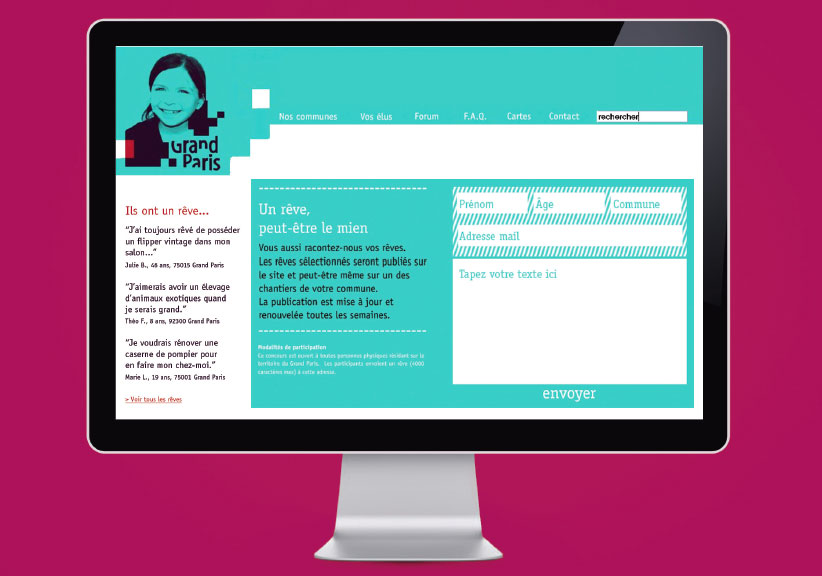 Grand
Paris
Nos communes Vos élus Forum F.A.Q. Cartes Contact rechercher
Ils ont un rêve...
"J'ai toujours rêvé de posséder
un flipper vintage dans mon
salon..."
Julie B., 46 ans, 75015 Grand Paris
"J'aimerais avoir un élevage
d'animaux exotiques quand
je serais grand."
Théo F., 8 ans, 92300 Grand Paris
"Je voudrais rénover une
caserne de pompier pour
en faire mon chez-moi."
Marie L., 19 ans, 75001 Grand Paris
> Voir tous les rêves
Un rêve,
peut-être le mien
Vous aussi racontez-nous vos rêves.
Les rêves sélectionnés seront publiés sur
le site et peut-être même sur un des
chantiers de votre commune.
La publication est mise à jour et
renouvelée toutes les semaines.
Modalités de participation
Ce concours est ouvert à toutes personnes physiques résidant sur le
territoire du Grand Paris. Les participants envoient un rêve (4000
caractères max) à cette adresse.
Prénom Âge Commune
Adresse mail
Tapez votre texte ici
envoyer